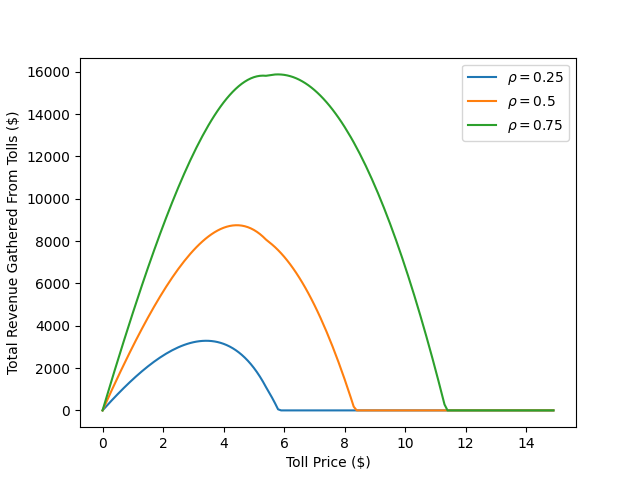 ρ = 0.25
ρ = 0.5
ρ = 0.75
Total Revenue Gathered From Tolls ($)
16000
14000
12000
10000
8000
6000
4000
2000
0
0 2 4 6 8 10 12 14
Toll Price ($)